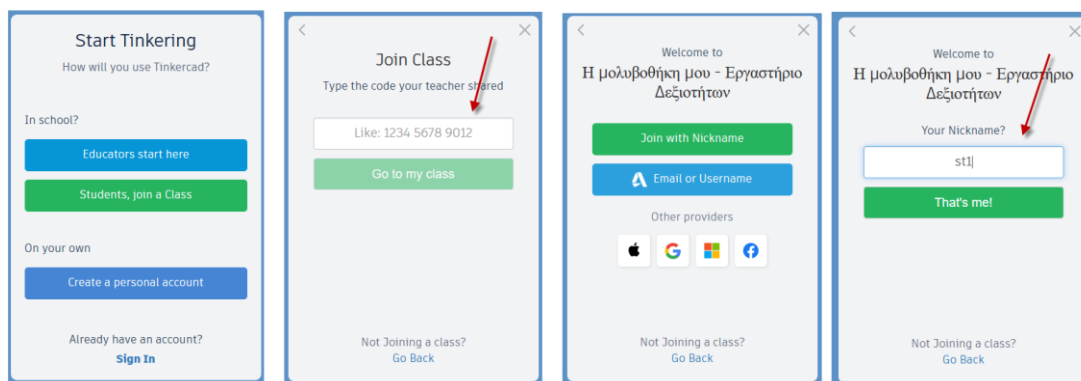 Start Tinkering
How will you use Tinkercad?
In school?
Educators start here
Students, join a Class
On your own
Create a personal account
Already have an account?
Sign In
Join Class
Type the code your teacher shared
Like: 1234 5678 9012
Go to my class
Not Joining a class?
Go Back
Welcome to
Η μολυβοθήκη μου - Εργαστήριο
Δεξιοτήτων
Join with Nickname
Email or Username
Other providers
Not Joining a class?
Go Back
Welcome to
Η μολυβοθήκη μου - Εργαστήριο
Δεξιοτήτων
Your Nickname?
st1
That's me!
Not Joining a class?
Go Back